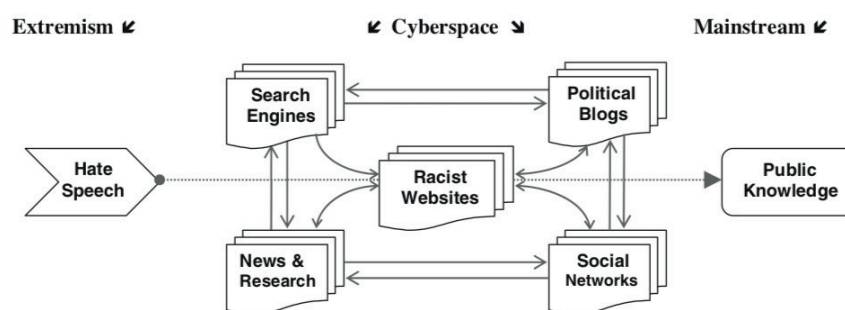 Extremism ↙ ↙ Cyberspace ↘ Mainstream ↙
Search
Engines
Political
Blogs
Hate
Speech
Racist
Websites
Public
Knowledge
News &
Research
Social
Networks